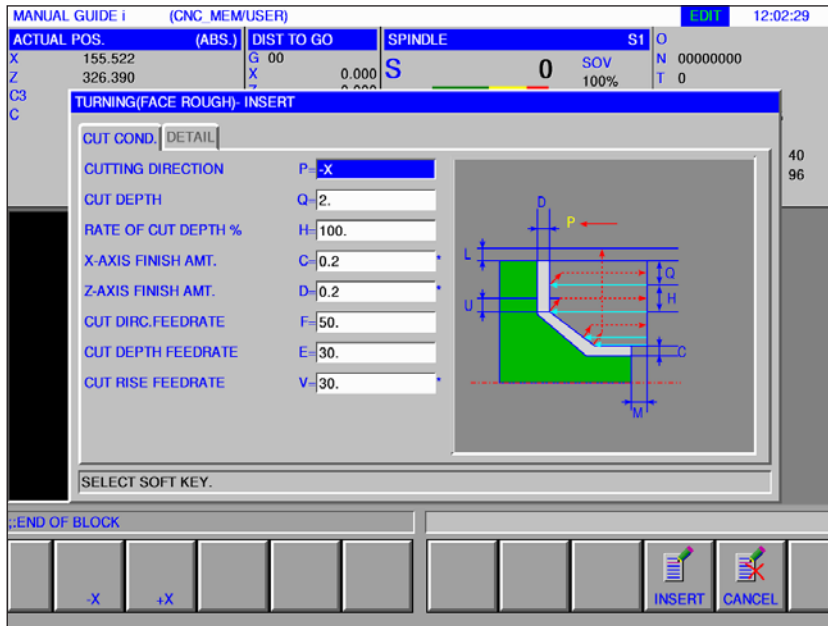 MANUAL GUIDE i (CNC_MEM/USER) EDIT 12:02:29
ACTUAL POS. (ABS.) DIST TO GO SPINDLE S1 O
X 155.522 G 00 S 0 SOV N 00000000
Z 326.390 X 0.000 100% T 0
C3
C
40
96
TURNING(FACE ROUGH)- INSERT
CUT COND. DETAIL
CUTTING DIRECTION P= -X
CUT DEPTH Q= 2.
RATE OF CUT DEPTH % H= 100.
X-AXIS FINISH AMT. C= 0.2 *
Z-AXIS FINISH AMT. D= 0.2 *
CUT DIRC.FEEDRATE F= 50.
CUT DEPTH FEEDRATE E= 30.
CUT RISE FEEDRATE V= 30. *
D
P
L
Q
U
H
C
M
SELECT SOFT KEY.
;:END OF BLOCK
-X +X INSERT CANCEL